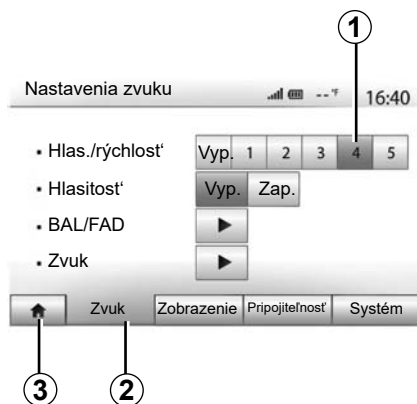 1
Nastavenia zvuku --°F 16:40
• Hlas./rýchlosť Vyp. 1 2 3 4 5
• Hlasitosť Vyp. Zap.
• BAL/FAD
• Zvuk
Zvuk Zobrazenie Pripojiteľnosť Systém
3 2